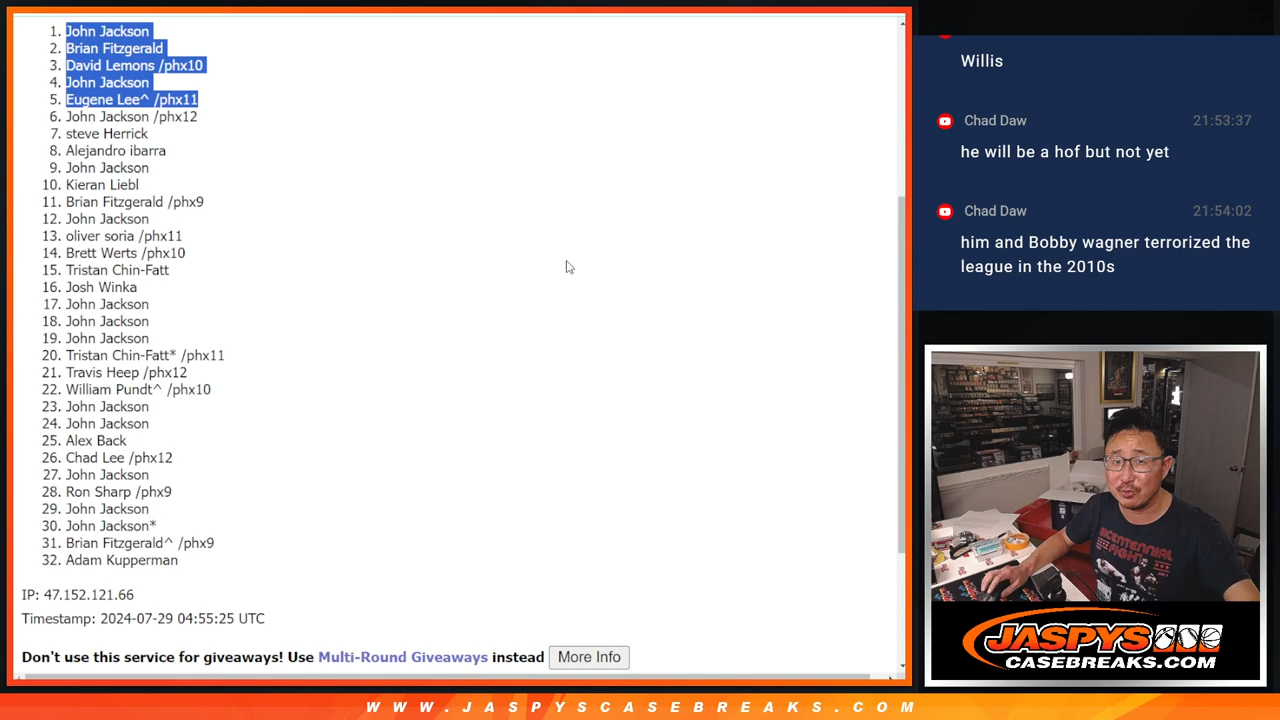 1. John Jackson
2. Brian Fitzgerald
3. David Lemons /phx10
4. John Jackson
5. Eugene Lee^ /phx11
6. John Jackson /phx12
7. steve Herrick
8. Alejandro ibarra
9. John Jackson
10. Kieran Liebl
11. Brian Fitzgerald /phx9
12. John Jackson
13. oliver soria /phx11
14. Brett Werts /phx10
15. Tristan Chin-Fatt
16. Josh Winka
17. John Jackson
18. John Jackson
19. John Jackson
20. Tristan Chin-Fatt* /phx11
21. Travis Heep /phx12
22. William Pundt^ /phx10
23. John Jackson
24. John Jackson
25. Alex Back
26. Chad Lee /phx12
27. John Jackson
28. Ron Sharp /phx9
29. John Jackson
30. John Jackson*
31. Brian Fitzgerald^ /phx9
32. Adam Kupperman
IP: 47.152.121.66
Timestamp: 2024-07-29 04:55:25 UTC
Don't use this service for giveaways! Use Multi-Round Giveaways instead More Info
Willis
Chad Daw 21:53:37
he will be a hof but not yet
Chad Daw 21:54:02
him and Bobby wagner terrorized the
league in the 2010s
BICENTENNIAL
FIGHT
JASPYS
CASEBREAKS.COM
WWW.JASPYSCASEBREAKS.COM